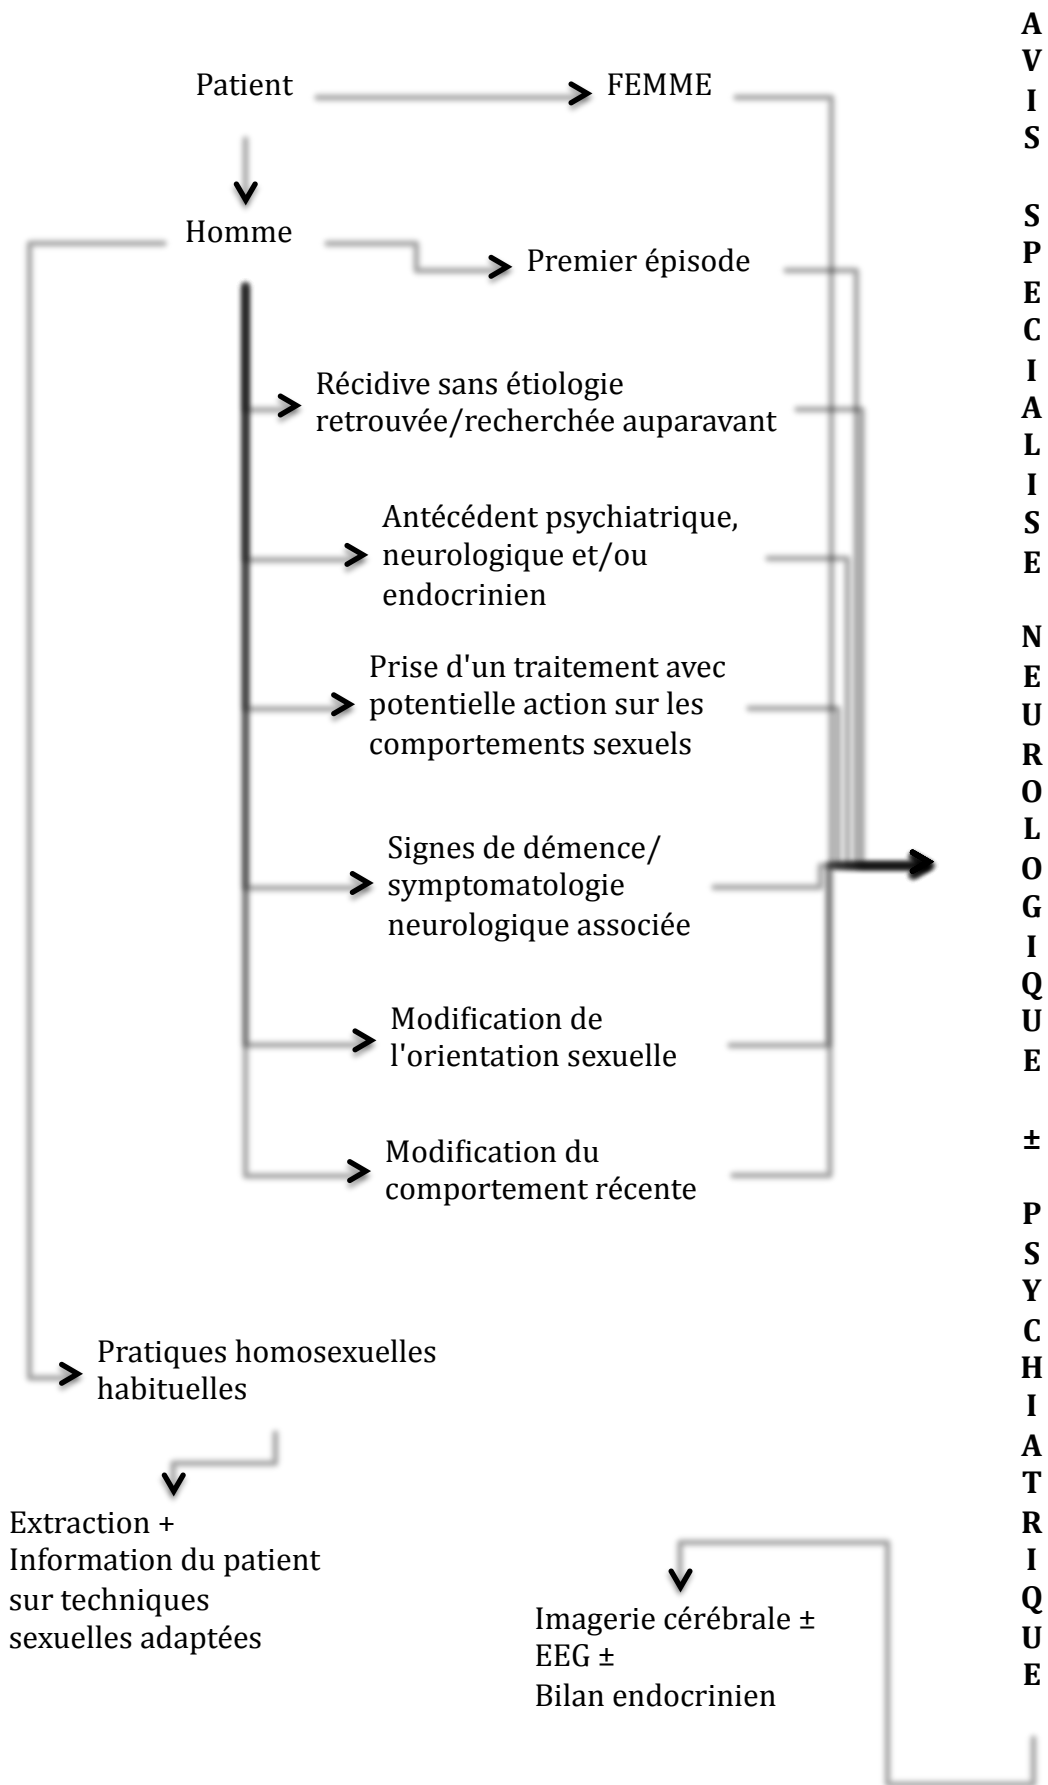 Patient
FEMME
Homme
Premier épisode
Récidive sans étiologie
retrouvée/recherchée auparavant
Antécédent psychiatrique,
neurologique et/ou
endocrinien
Prise d'un traitement avec
potentielle action sur les
comportements sexuels
Signes de démence/
symptomatologie
neurologique associée
Modification de
l'orientation sexuelle
Modification du
comportement récente
Pratiques homosexuelles
habituelles
Extraction +
Information du patient
sur techniques
sexuelles adaptées
Imagerie cérébrale ±
EEG ±
Bilan endocrinien
AVIS SPECIALISE NEUROLOGIQUE ± PSYCHIATRIQUE